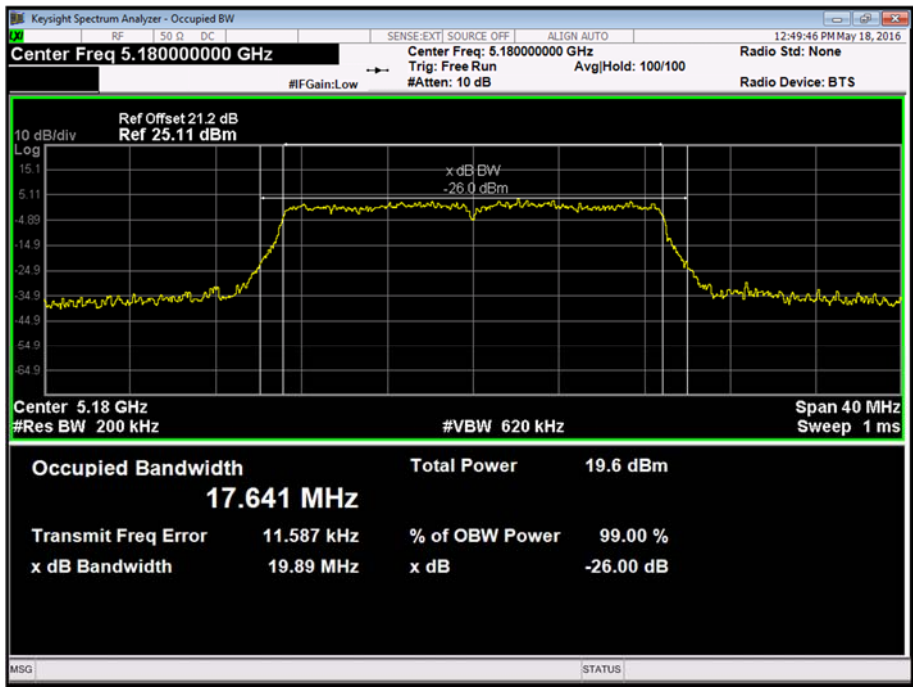 Keysight Spectrum Analyzer - Occupied BW
LXI RF 50 Ω DC SENSE:EXT SOURCE OFF ALIGN AUTO 12:49:46 PM May 18, 2016
Center Freq 5.180000000 GHz Center Freq: 5.180000000 GHz Radio Std: None
Trig: Free Run Avg|Hold: 100/100
#IFGain:Low #Atten: 10 dB Radio Device: BTS
Ref Offset 21.2 dB
10 dB/div Ref 25.11 dBm
Log
15.1
x dB BW
-26.0 dBm
5.11
-4.89
-14.9
-24.9
-34.9
-44.9
-54.9
-64.9
Center 5.18 GHz Span 40 MHz
#Res BW 200 kHz #VBW 620 kHz Sweep 1 ms
Occupied Bandwidth Total Power 19.6 dBm
17.641 MHz
Transmit Freq Error 11.587 kHz % of OBW Power 99.00 %
x dB Bandwidth 19.89 MHz x dB -26.00 dB
MSG STATUS